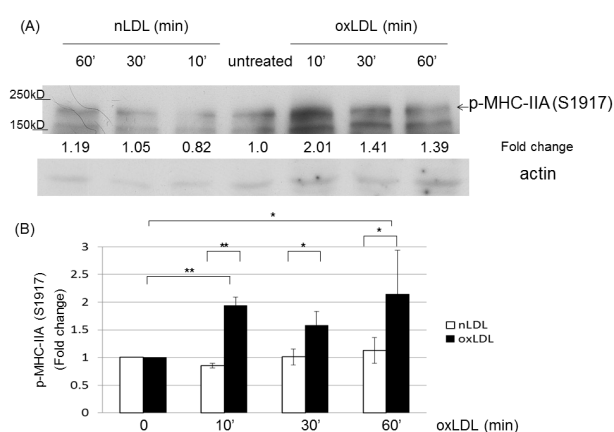 (A)
nLDL (min) oxLDL (min)
60' 30' 10' untreated 10' 30' 60'
250kD
p-MHC-IIA (S1917)
150kD
1.19 1.05 0.82 1.0 2.01 1.41 1.39 Fold change
actin
(B)
*
** * *
**
p-MHC-IIA (S1917)
(Fold change)
3
2.5
2
1.5
1
0.5
0
nLDL
oxLDL
0 10' 30' 60' oxLDL (min)